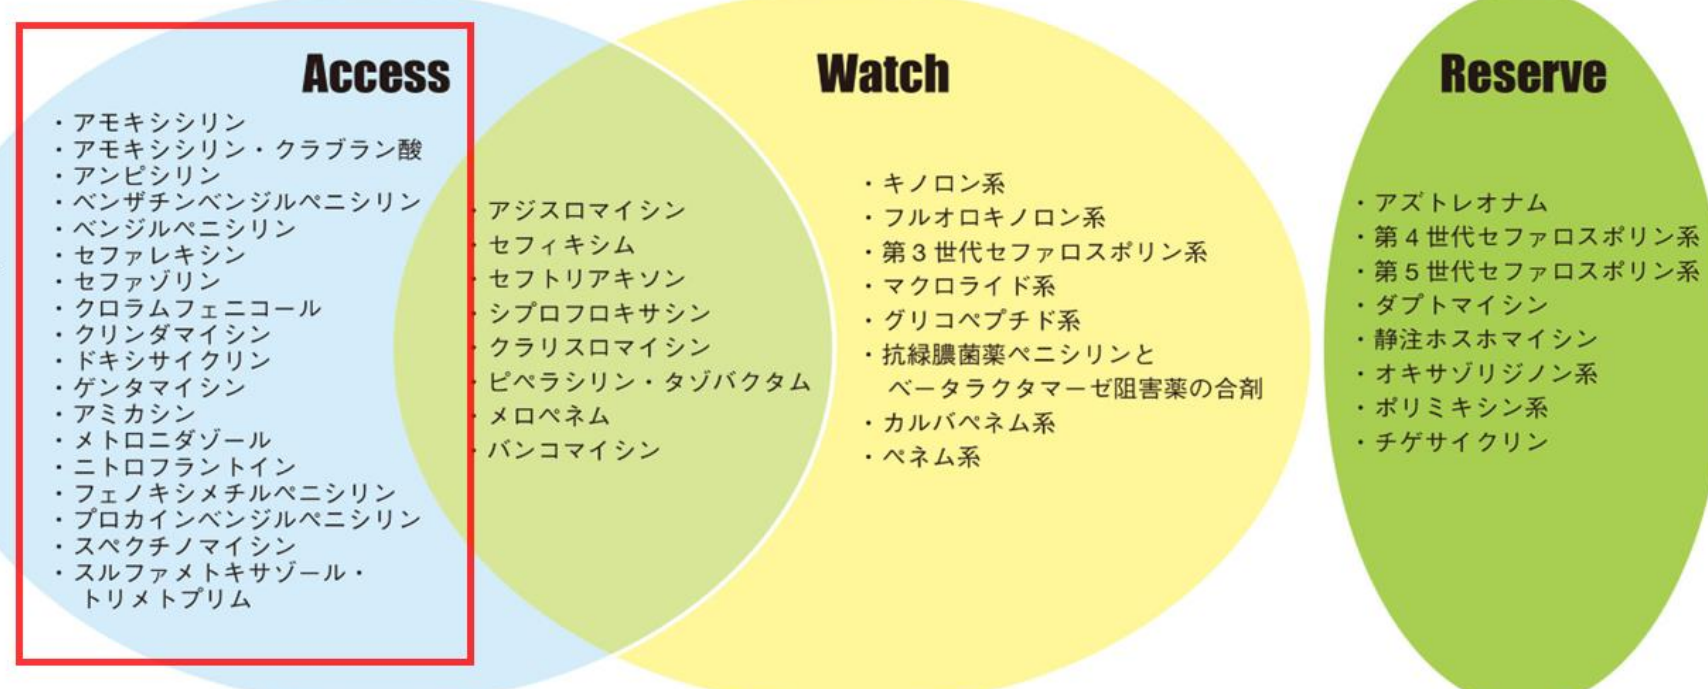 Access
・アモキシシリン
・アモキシシリン・クラブラン酸
・アンピシリン
・ベンザチンベンジルペニシリン
・ベンジルペニシリン
・セファレキシン
・セファゾリン
・クロラムフェニコール
・クリンダマイシン
・ドキシサイクリン
・ゲンタマイシン
・アミカシン
・メトロニダゾール
・ニトロフラントイン
・フェノキシメチルペニシリン
・プロカインベンジルペニシリン
・スペクチノマイシン
・スルファメトキサゾール・
トリメトプリム
・アジスロマイシン
・セフィキシム
・セフトリアキソン
・シプロフロキサシン
・クラリスロマイシン
・ピペラシリン・タゾバクタム
・メロペネム
・バンコマイシン
Watch
・キノロン系
・フルオロキノロン系
・第3世代セファロスポリン系
・マクロライド系
・グリコペプチド系
・抗緑膿菌薬ペニシリンと
ベータラクタマーゼ阻害薬の合剤
・カルバペネム系
・ペネム系
Reserve
・アズトレオナム
・第4世代セファロスポリン系
・第5世代セファロスポリン系
・ダプトマイシン
・静注ホスホマイシン
・オキサゾリジノン系
・ポリミキシン系
・チゲサイクリン